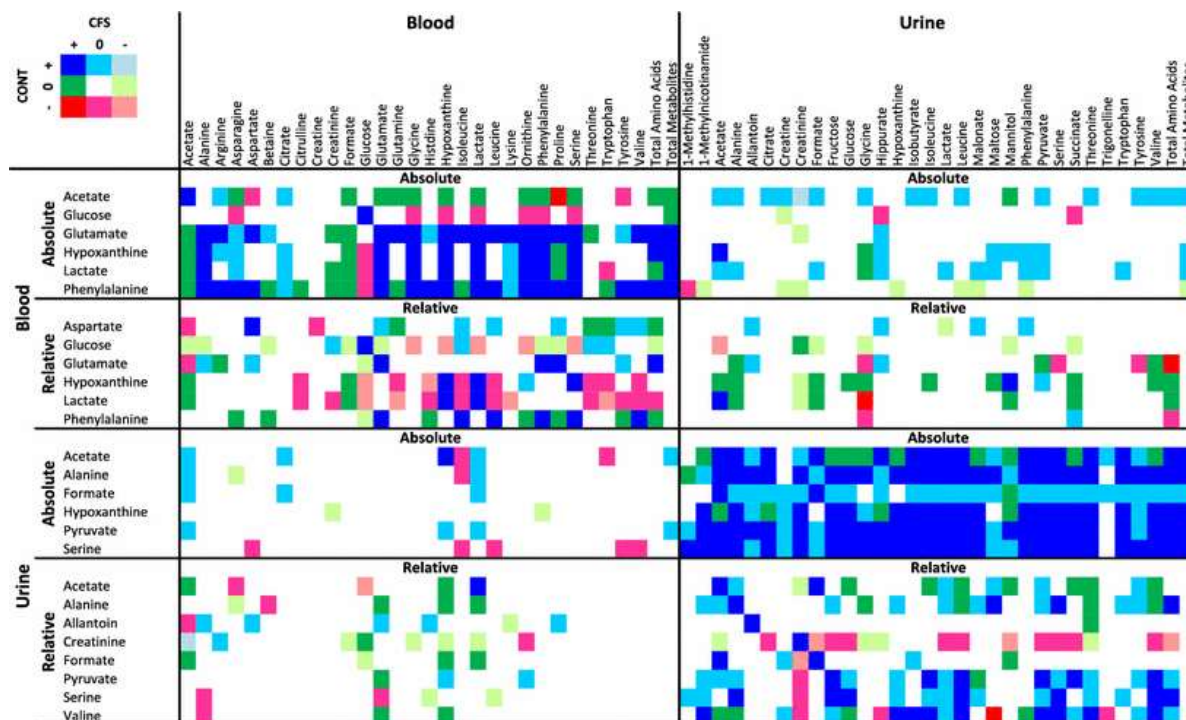 CFS
+ 0 -
CONT
+
0
-
Blood
Urine
Acetate
Alanine
Arginine
Asparagine
Aspartate
Betaine
Citrate
Citrulline
Creatine
Creatinine
Formate
Glucose
Glutamate
Glutamine
Glycine
Histdine
Hypoxanthine
Isoleucine
Lactate
Leucine
Lysine
Ornithine
Phenylalanine
Proline
Serine
Threonine
Tryptophan
Tyrosine
Valine
Total Amino Acids
Total Metabolites
1-Methylhistidine
1-Methylnicotinamide
Acetate
Alanine
Allantoin
Citrate
Creatine
Creatinine
Formate
Fructose
Glucose
Glycine
Hippurate
Hypoxanthine
Isobutyrate
Isoleucine
Lactate
Leucine
Malonate
Maltose
Mannitol
Phenylalanine
Pyruvate
Serine
Succinate
Threonine
Trigonelline
Tryptophan
Tyrosine
Valine
Total Amino Acids
Blood
Absolute
Absolute Absolute
Acetate
Glucose
Glutamate
Hypoxanthine
Lactate
Phenylalanine
Relative
Relative Relative
Aspartate
Glucose
Glutamate
Hypoxanthine
Lactate
Phenylalanine
Urine
Absolute
Absolute Absolute
Acetate
Alanine
Formate
Hypoxanthine
Pyruvate
Serine
Relative
Relative Relative
Acetate
Alanine
Allantoin
Creatinine
Formate
Pyruvate
Serine
Valine